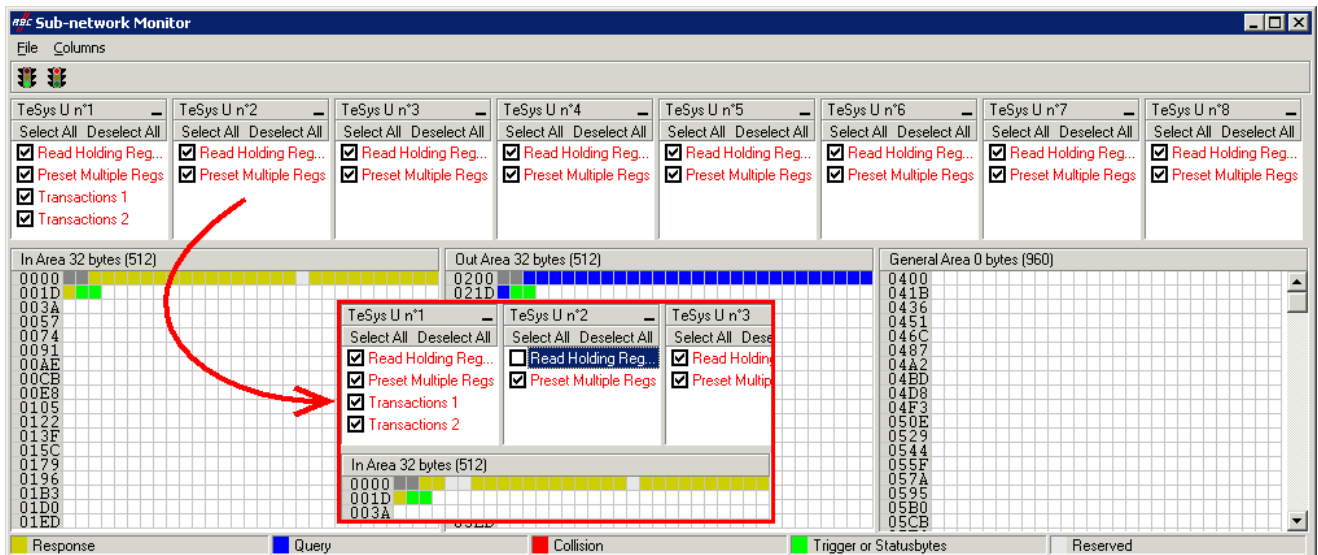 ABC Sub-network Monitor
File Columns
TeSys U n°1 TeSys U n°2 TeSys U n°3 TeSys U n°4 TeSys U n°5 TeSys U n°6 TeSys U n°7 TeSys U n°8
Select All Deselect All Select All Deselect All Select All Deselect All Select All Deselect All Select All Deselect All Select All Deselect All Select All Deselect All Select All Deselect All
Read Holding Reg... Read Holding Reg... Read Holding Reg... Read Holding Reg... Read Holding Reg... Read Holding Reg... Read Holding Reg... Read Holding Reg...
Preset Multiple Regs Preset Multiple Regs Preset Multiple Regs Preset Multiple Regs Preset Multiple Regs Preset Multiple Regs Preset Multiple Regs Preset Multiple Regs
Transactions 1
Transactions 2
In Area 32 bytes (512) Out Area 32 bytes (512) General Area 0 bytes (960)
0000 0200 0400
001D 021D 041B
003A 0436
0057 0451
0074 046C
0091 0487
00AE 04A2
00CB 04BD
00E8 04D8
0105 04F3
0122 050E
013F 0529
015C 0544
0179 055F
0196 057A
01B3 0595
01D0 05B0
01ED 05CB
TeSys U n°1 TeSys U n°2 TeSys U n°3
Select All Deselect All Select All Deselect All Select All Dese
Read Holding Reg... Read Holding Reg... Read Holding
Preset Multiple Regs Preset Multiple Regs Preset Multip
Transactions 1
Transactions 2
In Area 32 bytes (512)
0000
001D
003A
Response Query Collision Trigger or Statusbytes Reserved